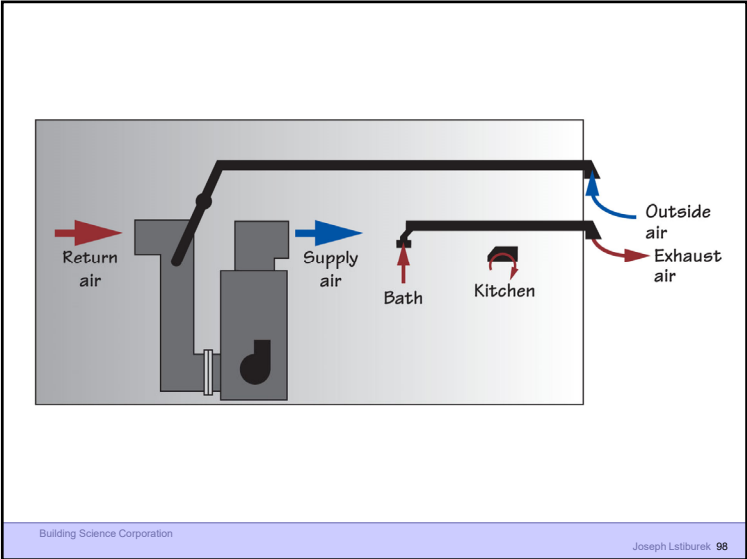 Outside
air
Return
air
Supply
air
Bath
Kitchen
Exhaust
air
Building Science Corporation
Joseph Lstiburek 98